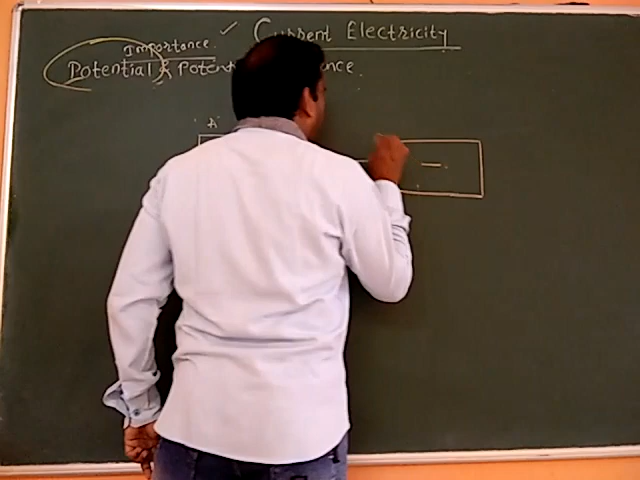 ✓ Current Electricity
Importance.
Potential & Potent ence.
'A'